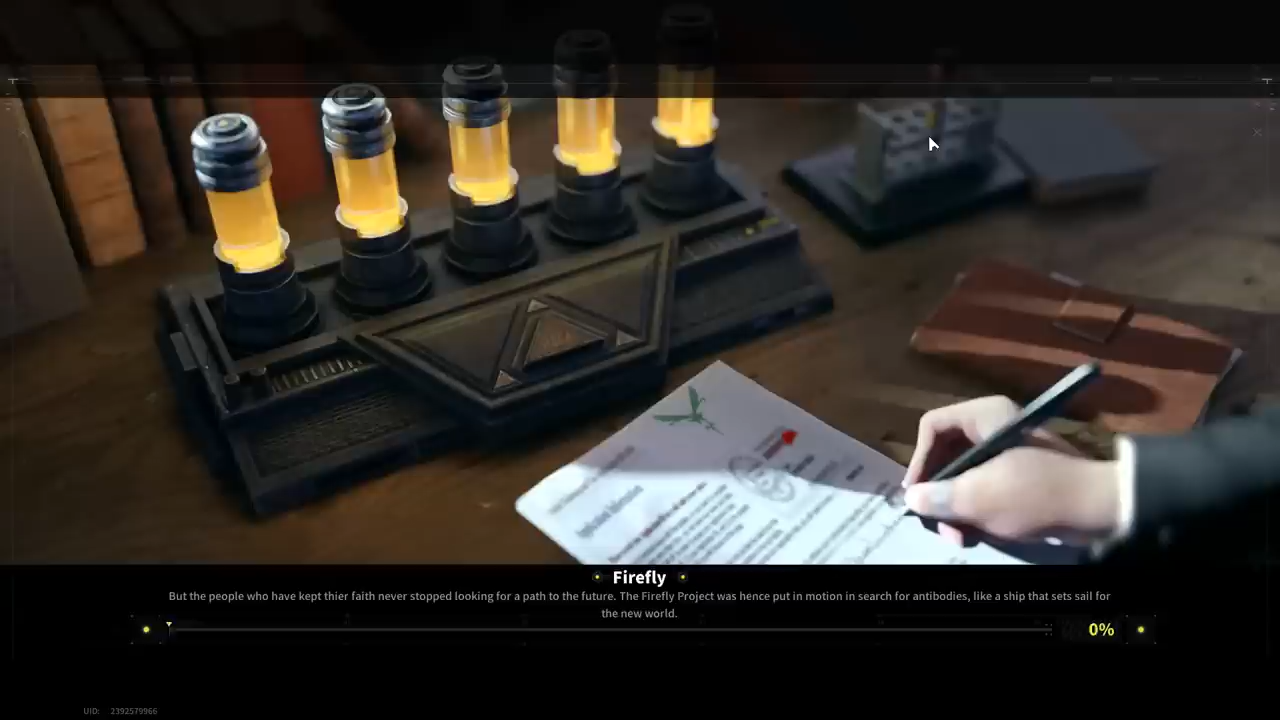 Firefly
But the people who have kept thier faith never stopped looking for a path to the future. The Firefly Project was hence put in motion in search for antibodies, like a ship that sets sail for
the new world.
0%
UID: 2392579966